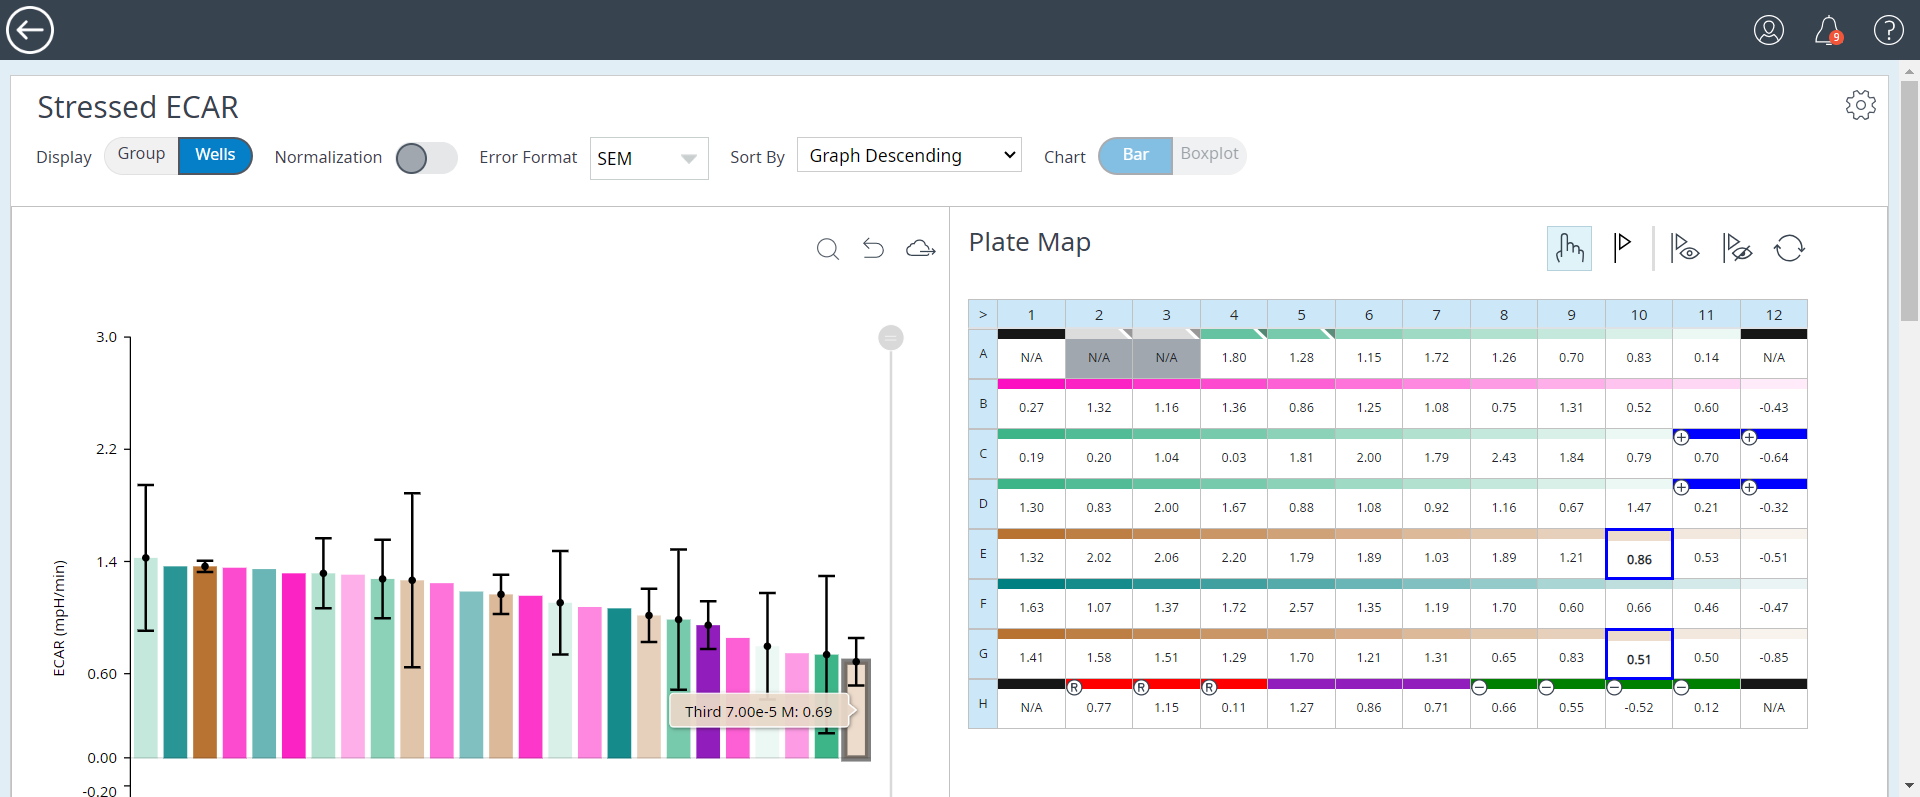 9 ?
Stressed ECAR
Display Group Wells Normalization Error Format SEM Sort By Graph Descending Chart Bar Boxplot
Plate Map
3.0
2.2
1.4
0.60
0.00
-0.20
ECAR (mpH/min)
Third 7.00e-5 M: 0.69
> 1 2 3 4 5 6 7 8 9 10 11 12
A N/A N/A N/A 1.80 1.28 1.15 1.72 1.26 0.70 0.83 0.14 N/A
B 0.27 1.32 1.16 1.36 0.86 1.25 1.08 0.75 1.31 0.52 0.60 -0.43
C 0.19 0.20 1.04 0.03 1.81 2.00 1.79 2.43 1.84 0.79 + 0.70 + -0.64
D 1.30 0.83 2.00 1.67 0.88 1.08 0.92 1.16 0.67 1.47 + 0.21 + -0.32
E 1.32 2.02 2.06 2.20 1.79 1.89 1.03 1.89 1.21 0.86 0.53 -0.51
F 1.63 1.07 1.37 1.72 2.57 1.35 1.19 1.70 0.60 0.66 0.46 -0.47
G 1.41 1.58 1.51 1.29 1.70 1.21 1.31 0.65 0.83 0.51 0.50 -0.85
H N/A R 0.77 R 1.15 R 0.11 1.27 0.86 0.71 − 0.66 − 0.55 − -0.52 − 0.12 N/A